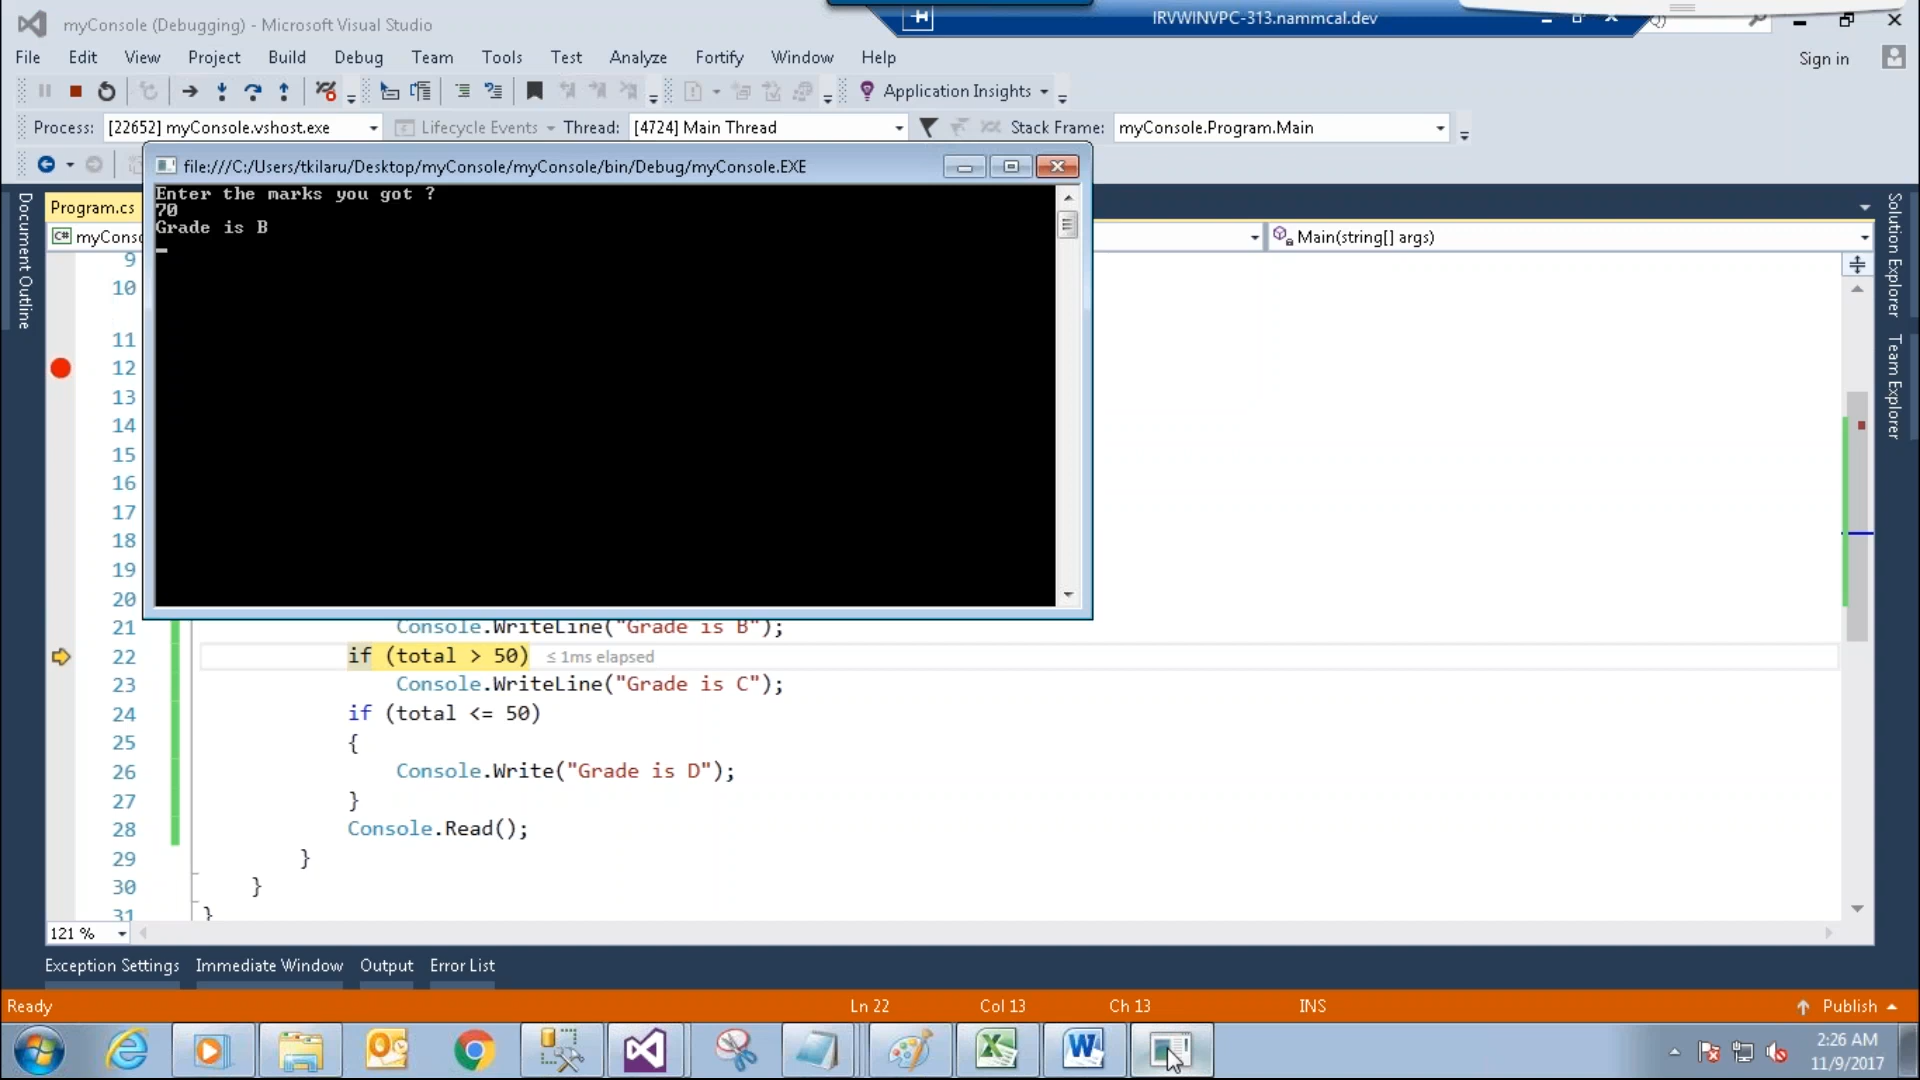 myConsole (Debugging) - Microsoft Visual Studio
IRVWINVPC-313.nammcal.dev
File Edit View Project Build Debug Team Tools Test Analyze Fortify Window Help
Sign in
Application Insights
Process: [22652] myConsole.vshost.exe Lifecycle Events Thread: [4724] Main Thread Stack Frame: myConsole.Program.Main
file:///C:/Users/tkilaru/Desktop/myConsole/myConsole/bin/Debug/myConsole.EXE
Enter the marks you got ?
70
Grade is B
Document Outline
Program.cs
C# myConso
Main(string[] args)
Solution Explorer
Team Explorer
9
10
11
12
13
14
15
16
17
18
19
20
21 Console.WriteLine("Grade is B");
22 if (total > 50) ≤ 1ms elapsed
23 Console.WriteLine("Grade is C");
24 if (total <= 50)
25 {
26 Console.Write("Grade is D");
27 }
28 Console.Read();
29 }
30 }
31 }
121 %
Exception Settings Immediate Window Output Error List
Ready Ln 22 Col 13 Ch 13 INS Publish
2:26 AM
11/9/2017